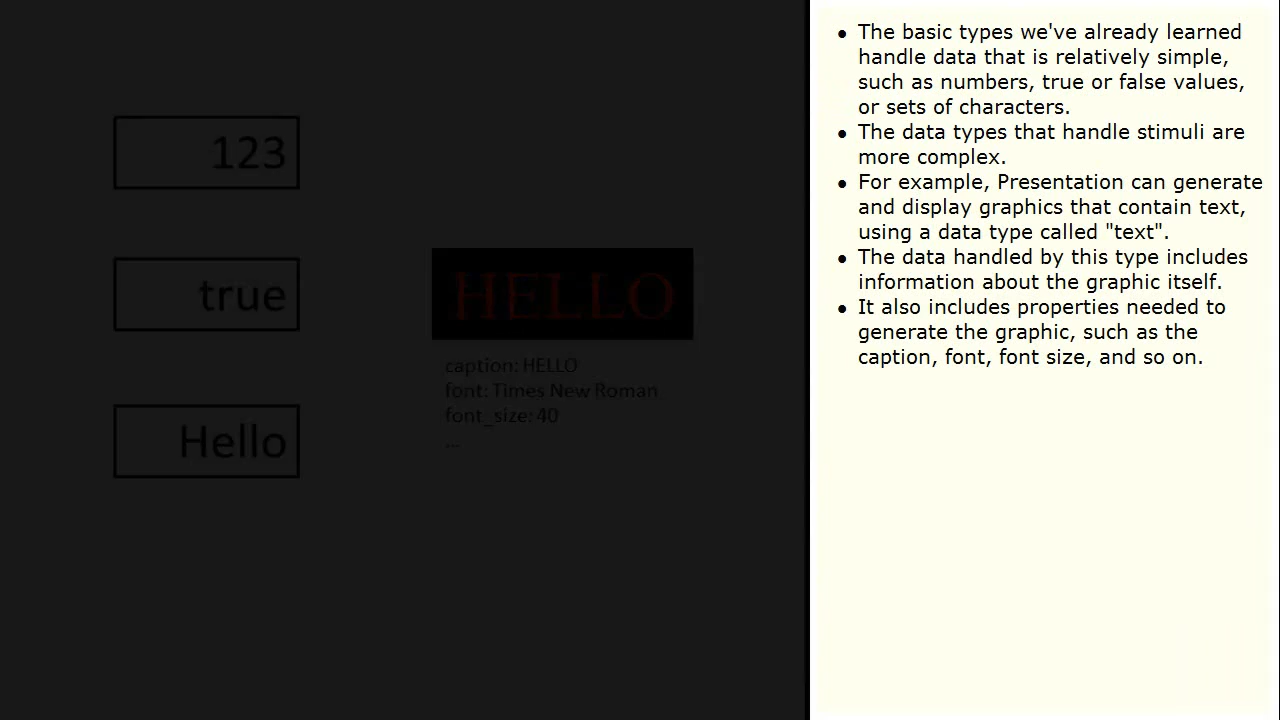 123
true
Hello
HELLO
caption: HELLO
font: Times New Roman
font_size: 40
...
• The basic types we've already learned
handle data that is relatively simple,
such as numbers, true or false values,
or sets of characters.
• The data types that handle stimuli are
more complex.
• For example, Presentation can generate
and display graphics that contain text,
using a data type called "text".
• The data handled by this type includes
information about the graphic itself.
• It also includes properties needed to
generate the graphic, such as the
caption, font, font size, and so on.